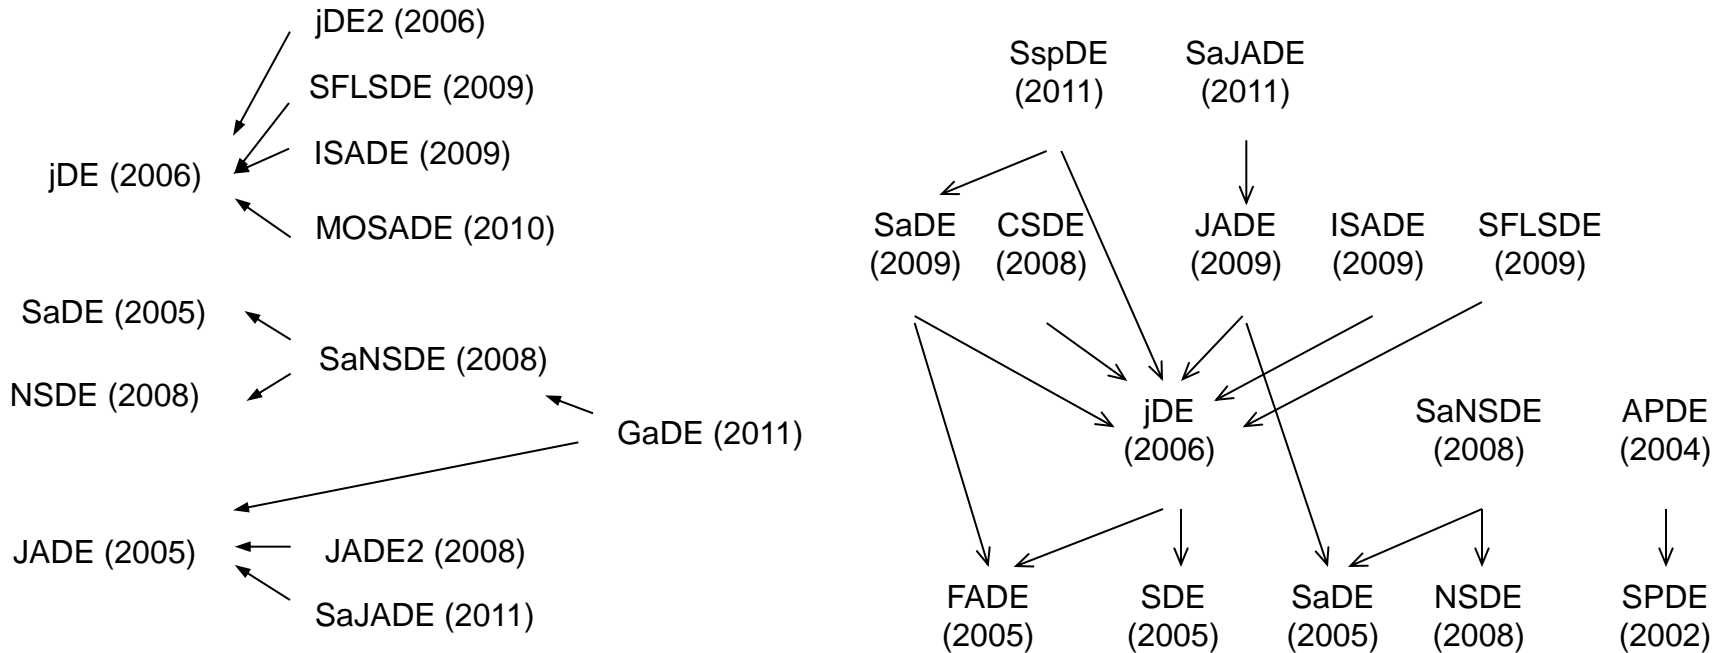 jDE2 (2006)
SFLSDE (2009)
ISADE (2009)
jDE (2006)
MOSADE (2010)
SaDE (2005)
SaNSDE (2008)
NSDE (2008)
GaDE (2011)
JADE (2005)
JADE2 (2008)
SaJADE (2011)
SspDE
(2011)
SaJADE
(2011)
SaDE
(2009)
CSDE
(2008)
JADE
(2009)
ISADE
(2009)
SFLSDE
(2009)
jDE
(2006)
SaNSDE
(2008)
APDE
(2004)
FADE
(2005)
SDE
(2005)
SaDE
(2005)
NSDE
(2008)
SPDE
(2002)